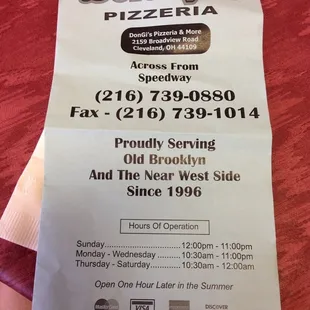 PIZZERIA
DonGi's Pizzeria & More
2159 Broadview Road
Cleveland, OH 44109
Across From
Speedway
(216) 739-0880
Fax - (216) 739-1014
Proudly Serving
Old Brooklyn
And The Near West Side
Since 1996
Hours Of Operation
Sunday..........................12:00pm - 11:00pm
Monday - Wednesday..........10:30am - 11:00pm
Thursday - Saturday...........10:30am - 12:00am
Open One Hour Later in the Summer
MasterCard VISA DISCOVER